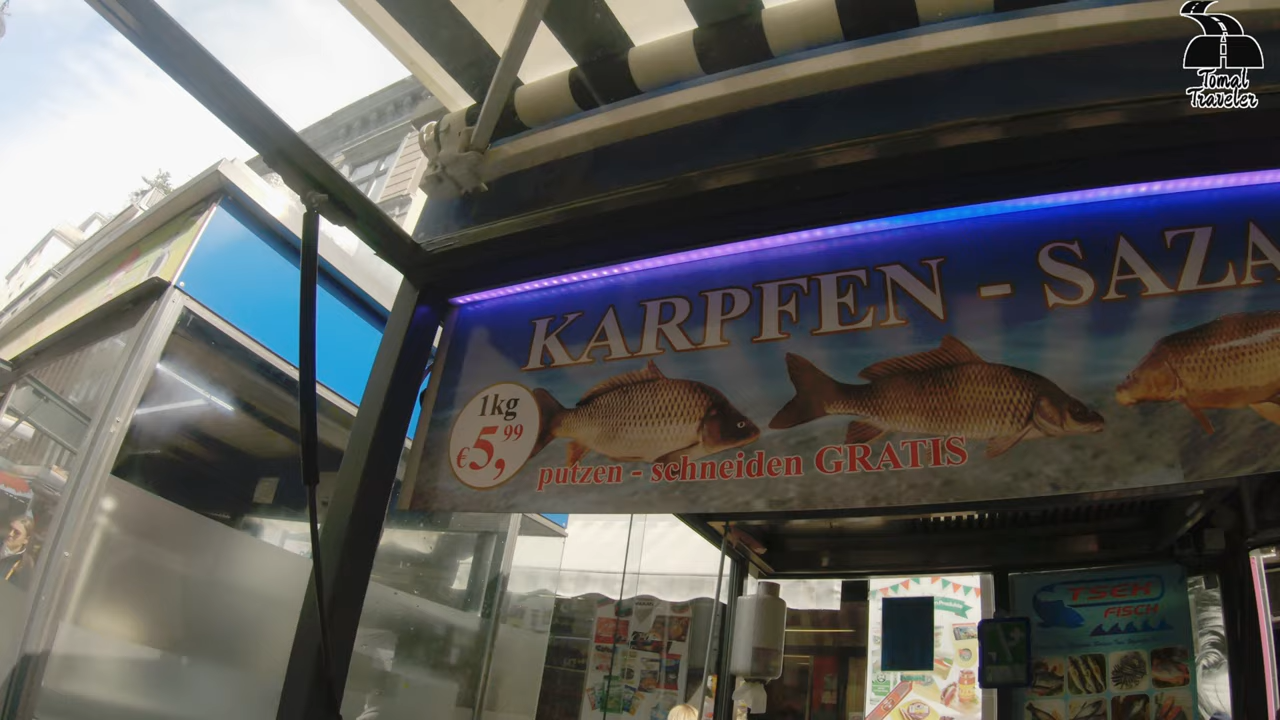 Tomal
Traveler
KARPFEN - SAZA
1kg
€5,99
putzen - schneiden GRATIS
TSEH
FISCH